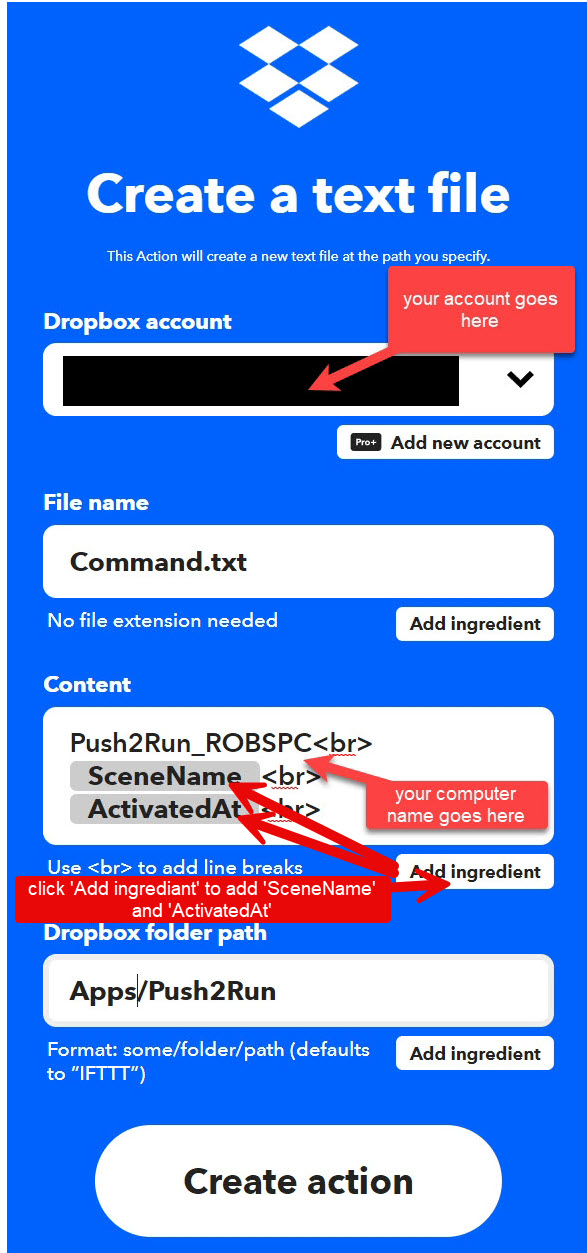 Create a text file
This Action will create a new text file at the path you specify.
your account goes
here
Dropbox account
Pro+ Add new account
File name
Command.txt
No file extension needed
Add ingredient
Content
Push2Run_ROBSPC<br>
SceneName <br>
ActivatedAt <br>
your computer
name goes here
Use <br> to add line breaks
Add ingredient
click 'Add ingrediant' to add 'SceneName'
and 'ActivatedAt'
Dropbox folder path
Apps/Push2Run
Format: some/folder/path (defaults
to “IFTTT”)
Add ingredient
Create action